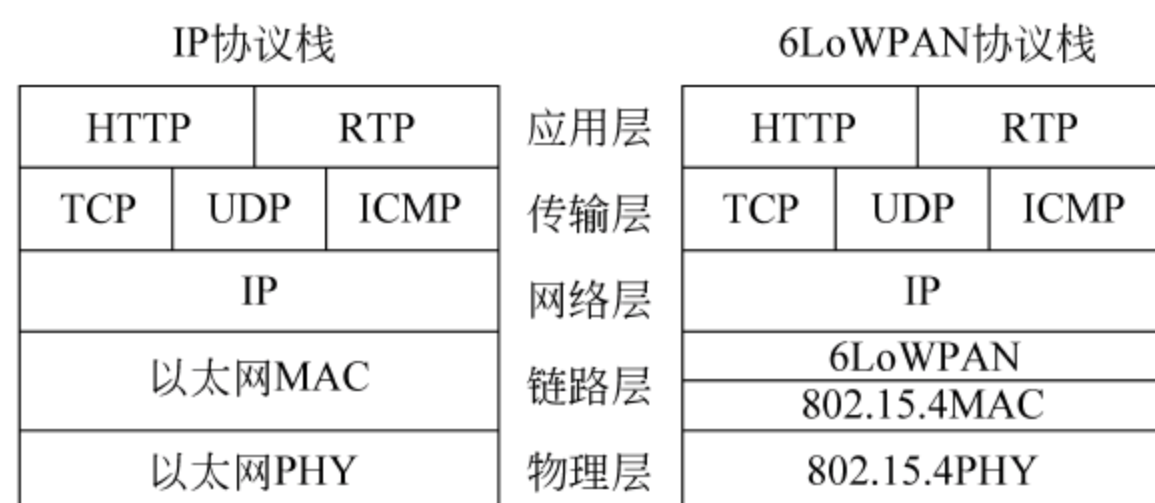 IP协议栈 6LoWPAN协议栈
HTTP RTP 应用层 HTTP RTP
TCP UDP ICMP 传输层 TCP UDP ICMP
IP 网络层 IP
以太网MAC 链路层 6LoWPAN
802.15.4MAC
以太网PHY 物理层 802.15.4PHY